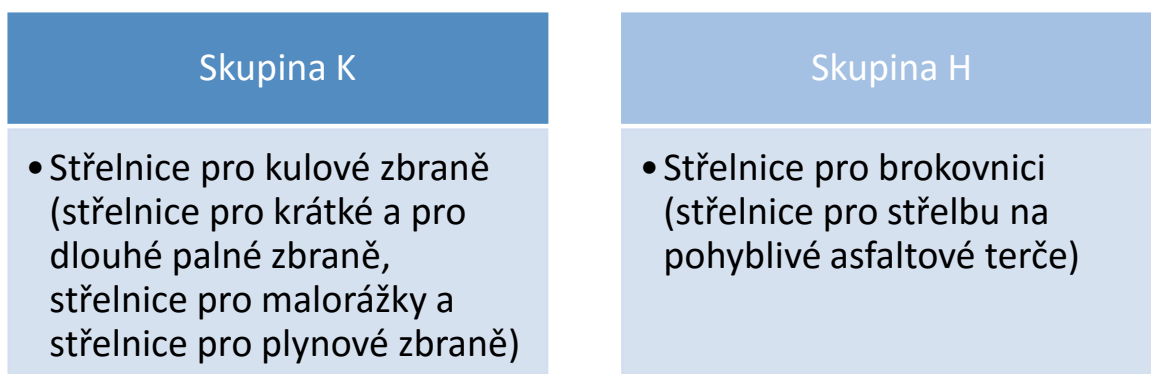 Skupina K
• Střelnice pro kulové zbraně
(střelnice pro krátké a pro
dlouhé palné zbraně,
střelnice pro malorážky a
střelnice pro plynové zbraně)
Skupina H
• Střelnice pro brokovnici
(střelnice pro střelbu na
pohyblivé asfaltové terče)